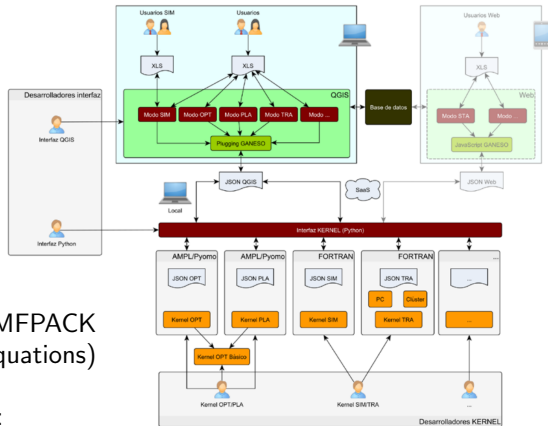 Usuarios SIM
Usuarios
Usuarios Web
XLS
XLS
XLS
Desarrolladores interfaz
QGIS
Web
Modo SIM
Modo OPT
Modo PLA
Modo TRA
Modo ...
Base de datos
Modo STA
Modo ...
Interfaz QGIS
Plugging GANESO
JavaScript GANESO
JSON QGIS
SaaS
JSON Web
Local
Interfaz Python
Interfaz KERNEL (Python)
AMPL/Pyomo
AMPL/Pyomo
FORTRAN
FORTRAN
...
JSON OPT
JSON PLA
JSON SIM
JSON TRA
...
PC
Clúster
Kernel OPT
Kernel PLA
Kernel SIM
Kernel TRA
...
MFPACK
quations)
Kernel OPT Básico
Kernel OPT/PLA
Kernel SIM/TRA
...
Desarrolladores KERNEL